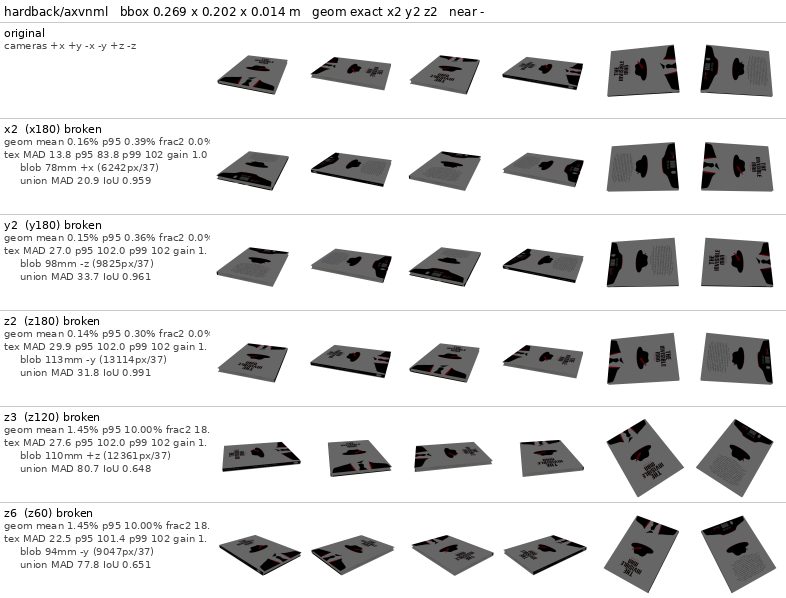 hardback/axvnml bbox 0.269 x 0.202 x 0.014 m geom exact x2 y2 z2 near -
original
cameras +x +y -x -y +z -z
x2 (x180) broken
geom mean 0.16% p95 0.39% frac2 0.0%
tex MAD 13.8 p95 83.8 p99 102 gain 1.0
blob 78mm +x (6242px/37)
union MAD 20.9 IoU 0.959
y2 (y180) broken
geom mean 0.15% p95 0.36% frac2 0.0%
tex MAD 27.0 p95 102.0 p99 102 gain 1.
blob 98mm -z (9825px/37)
union MAD 33.7 IoU 0.961
z2 (z180) broken
geom mean 0.14% p95 0.30% frac2 0.0%
tex MAD 29.9 p95 102.0 p99 102 gain 1.
blob 113mm -y (13114px/37)
union MAD 31.8 IoU 0.991
z3 (z120) broken
geom mean 1.45% p95 10.00% frac2 18.
tex MAD 27.6 p95 102.0 p99 102 gain 1.
blob 110mm +z (12361px/37)
union MAD 80.7 IoU 0.648
z6 (z60) broken
geom mean 1.45% p95 10.00% frac2 18.
tex MAD 22.5 p95 101.4 p99 102 gain 1.
blob 94mm -y (9047px/37)
union MAD 77.8 IoU 0.651
THE
INVISIBLE
MAN